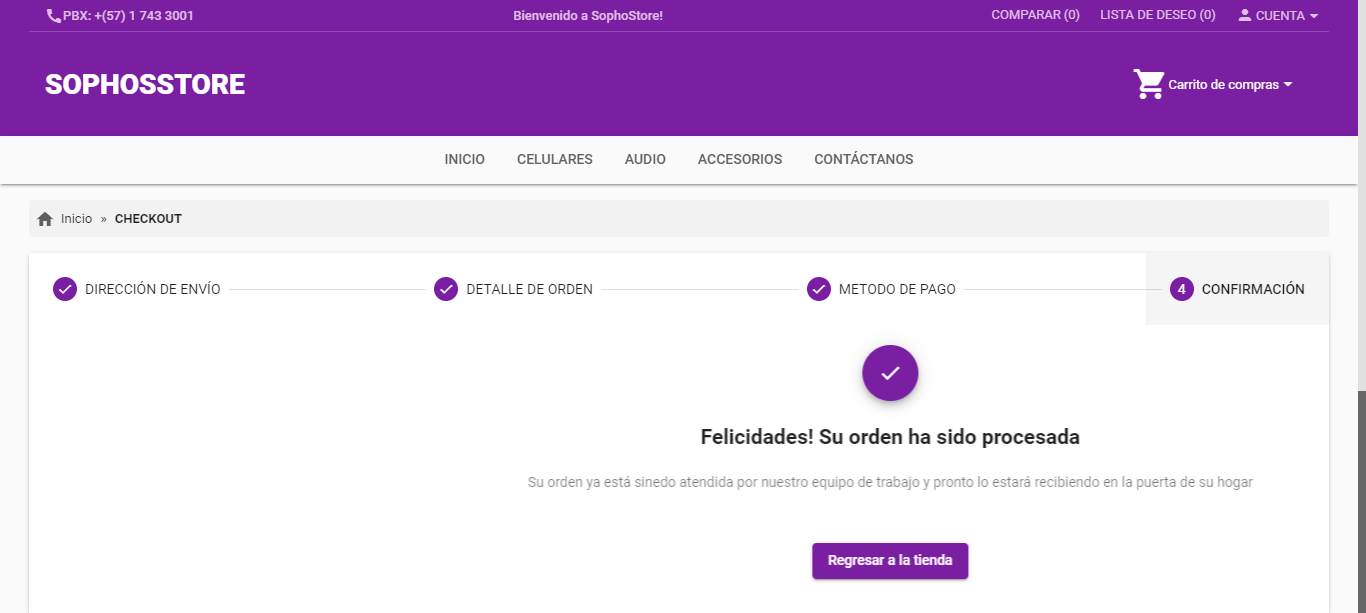 PBX: +(57) 1 743 3001
Bienvenido a SophoStore!
COMPARAR (0)
LISTA DE DESEO (0)
CUENTA
SOPHOSSTORE
Carrito de compras
INICIO
CELULARES
AUDIO
ACCESORIOS
CONTÁCTANOS
Inicio » CHECKOUT
DIRECCIÓN DE ENVÍO
DETALLE DE ORDEN
METODO DE PAGO
4 CONFIRMACIÓN
Felicidades! Su orden ha sido procesada
Su orden ya está sinedo atendida por nuestro equipo de trabajo y pronto lo estará recibiendo en la puerta de su hogar
Regresar a la tienda